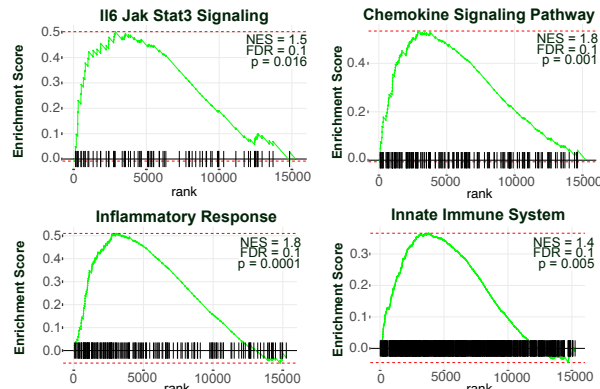 Il6 Jak Stat3 Signaling
NES = 1.5
FDR = 0.1
p = 0.016
Enrichment Score
0.5
0.4
0.3
0.2
0.1
0.0
0
5000
10000
15000
rank
Chemokine Signaling Pathway
NES = 1.8
FDR = 0.1
p = 0.001
Enrichment Score
0.4
0.2
0.0
0
5000
10000
15000
rank
Inflammatory Response
NES = 1.8
FDR = 0.1
p = 0.0001
Enrichment Score
0.5
0.4
0.3
0.2
0.1
0.0
0
5000
10000
15000
rank
Innate Immune System
NES = 1.4
FDR = 0.1
p = 0.005
Enrichment Score
0.3
0.2
0.1
0.0
0
5000
10000
15000
rank